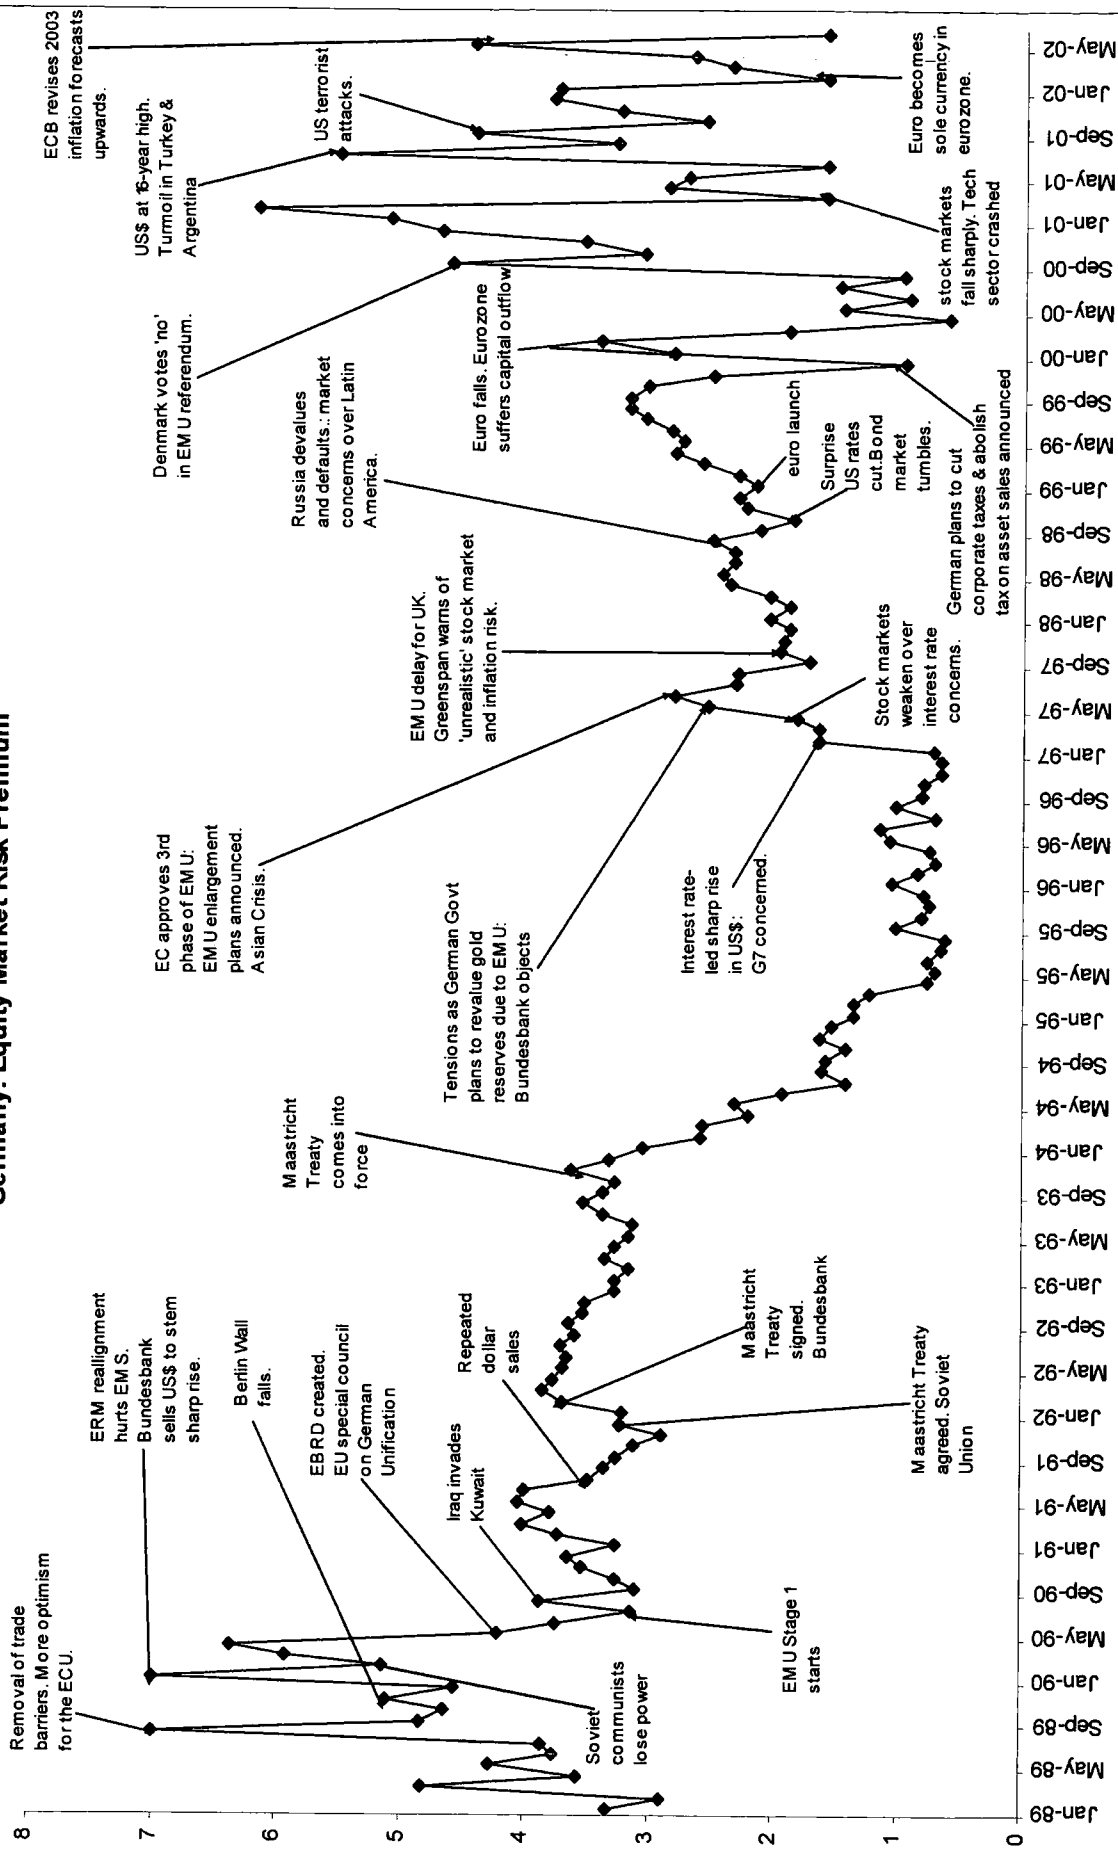 Germany: Equity Market Risk Premium
8
7
6
5
4
3
2
1
0
Removal of trade
barriers. More optimism
for the ECU.
ERM reallignment
hurts EMS.
Bundesbank
sells US$ to stem
sharp rise.
Berlin Wall
falls.
EBRD created.
EU special council
on German
Unification
Iraq invades
Kuwait
Repeated
dollar
sales
Soviet
communists
lose power
EMU Stage 1
starts
Maastricht Treaty
agreed. Soviet
Union
Maastricht
Treaty
signed.
Bundesbank
Maastricht
Treaty
comes into
force
EC approves 3rd
phase of EMU:
EMU enlargement
plans announced.
Asian Crisis.
Tensions as German Govt
plans to revalue gold
reserves due to EMU:
Bundesbank objects
Interest rate-
led sharp rise
in US$:
G7 concerned.
EMU delay for UK.
Greenspan warns of
'unrealistic' stock market
and inflation risk.
Stock markets
weaken over
interest rate
concerns.
Russia devalues
and defaults.: market
concerns over Latin
America.
Surprise
US rates
cut.Bond
market
tumbles.
euro launch
German plans to cut
corporate taxes & abolish
tax on asset sales announced
Euro falls. Eurozone
suffers capital outflow
Denmark votes 'no'
in EMU referendum.
stock markets
fall sharply. Tech
sector crashed
US$ at 16-year high.
Turmoil in Turkey &
Argentina
US terrorist
attacks.
Euro becomes
sole currency in
eurozone.
ECB revises 2003
inflation forecasts
upwards.
Jan-89
May-89
Sep-89
Jan-90
May-90
Sep-90
Jan-91
May-91
Sep-91
Jan-92
May-92
Sep-92
Jan-93
May-93
Sep-93
Jan-94
May-94
Sep-94
Jan-95
May-95
Sep-95
Jan-96
May-96
Sep-96
Jan-97
May-97
Sep-97
Jan-98
May-98
Sep-98
Jan-99
May-99
Sep-99
Jan-00
May-00
Sep-00
Jan-01
May-01
Sep-01
Jan-02
May-02